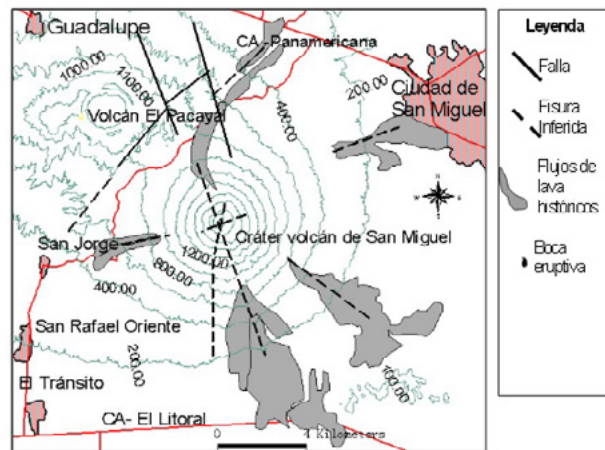 Guadalupe
CA -Panamericana
1000.00
1100.00
400.00
200.00
Ciudad de
San Miguel
Volcán El Pacayal
San Jorge
Cráter volcán de San Miguel
1200.00
800.00
400.00
San Rafael Oriente
200.00
100.00
El Tránsito
CA- El Litoral
0 4 Kilometers
N
W E
S
Leyenda
Falla
Fisura
Inferida
Flujos de
lava
históricos
Boca
eruptiva